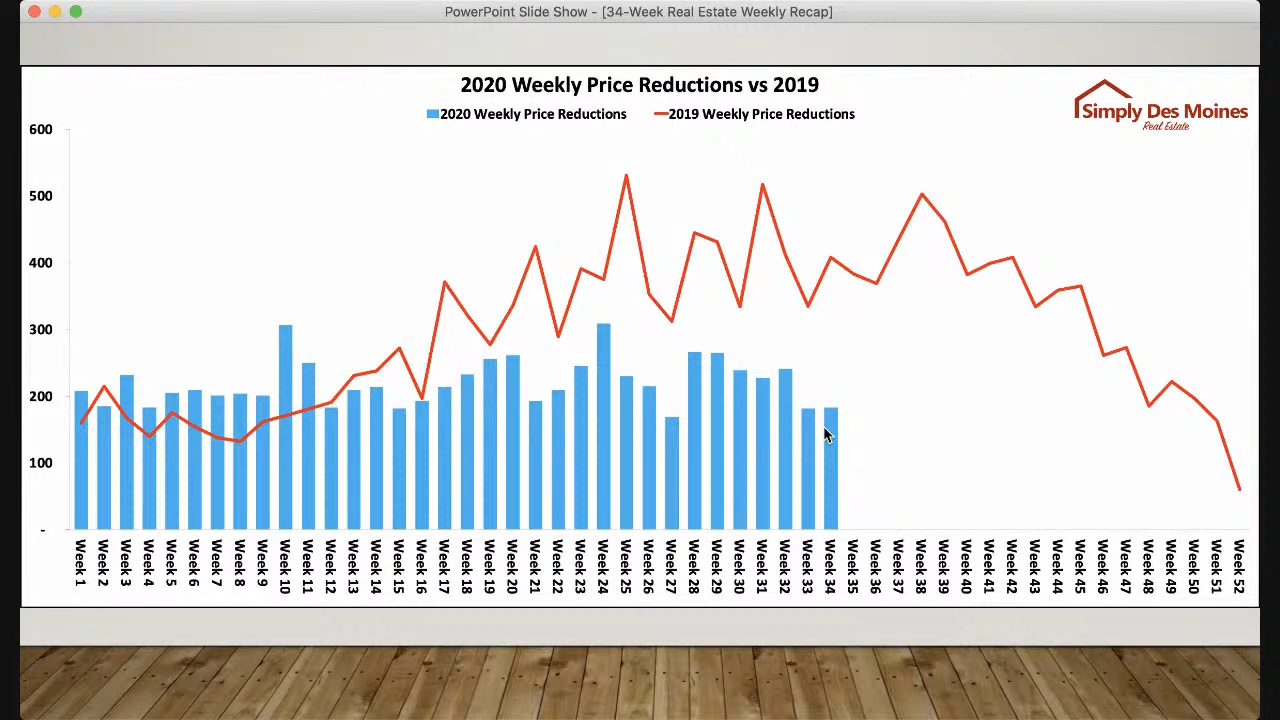 PowerPoint Slide Show - [34-Week Real Estate Weekly Recap]
2020 Weekly Price Reductions vs 2019
2020 Weekly Price Reductions
2019 Weekly Price Reductions
Simply Des Moines
Real Estate
600
500
400
300
200
100
-
Week 1
Week 2
Week 3
Week 4
Week 5
Week 6
Week 7
Week 8
Week 9
Week 10
Week 11
Week 12
Week 13
Week 14
Week 15
Week 16
Week 17
Week 18
Week 19
Week 20
Week 21
Week 22
Week 23
Week 24
Week 25
Week 26
Week 27
Week 28
Week 29
Week 30
Week 31
Week 32
Week 33
Week 34
Week 35
Week 36
Week 37
Week 38
Week 39
Week 40
Week 41
Week 42
Week 43
Week 44
Week 45
Week 46
Week 47
Week 48
Week 49
Week 50
Week 51
Week 52